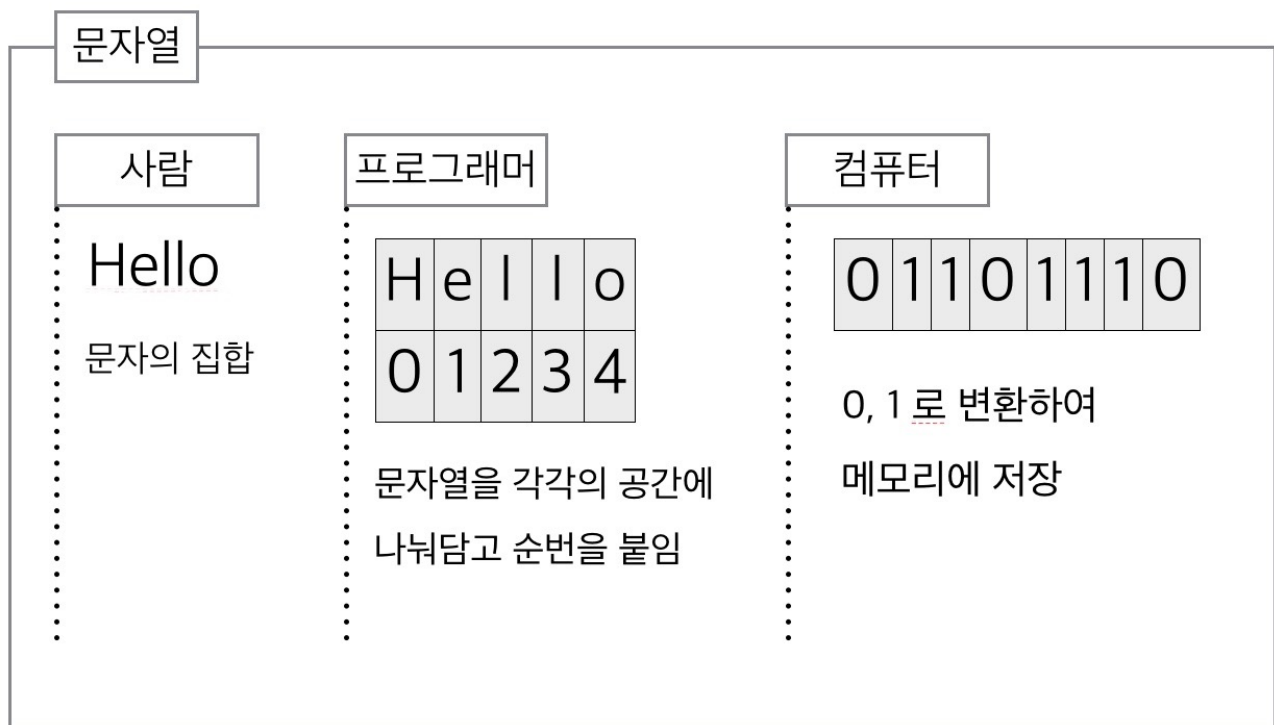 문자열
사람
Hello
문자의 집합
프로그래머
H e l l o
0 1 2 3 4
문자열을 각각의 공간에
나눠담고 순번을 붙임
컴퓨터
0 1 1 0 1 1 1 0
0, 1 로 변환하여
메모리에 저장